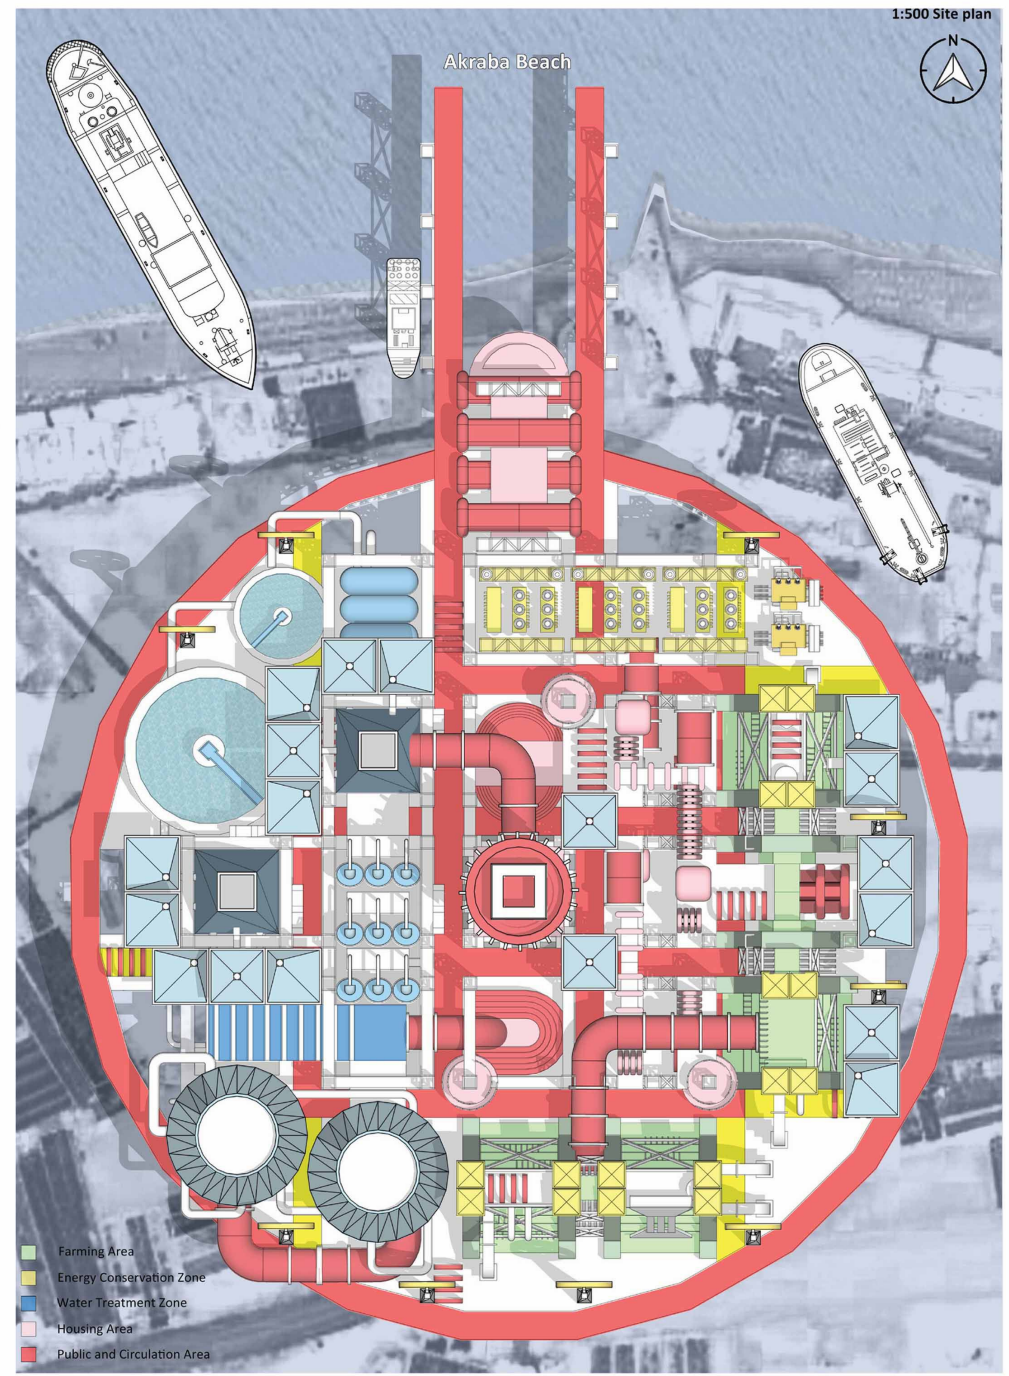 1:500 Site plan
N
Akraba Beach
Farming Area
Energy Conservation Zone
Water Treatment Zone
Housing Area
Public and Circulation Area